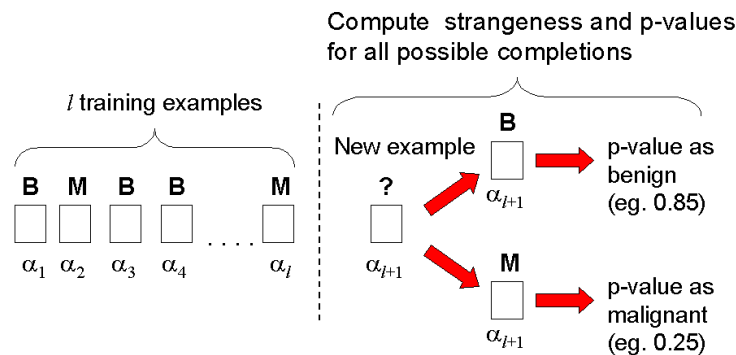 Compute strangeness and p-values
for all possible completions
l training examples
B M B B M
α1 α2 α3 α4 .... αl
New example
?
αl+1
B
αl+1
p-value as
benign
(eg. 0.85)
M
αl+1
p-value as
malignant
(eg. 0.25)